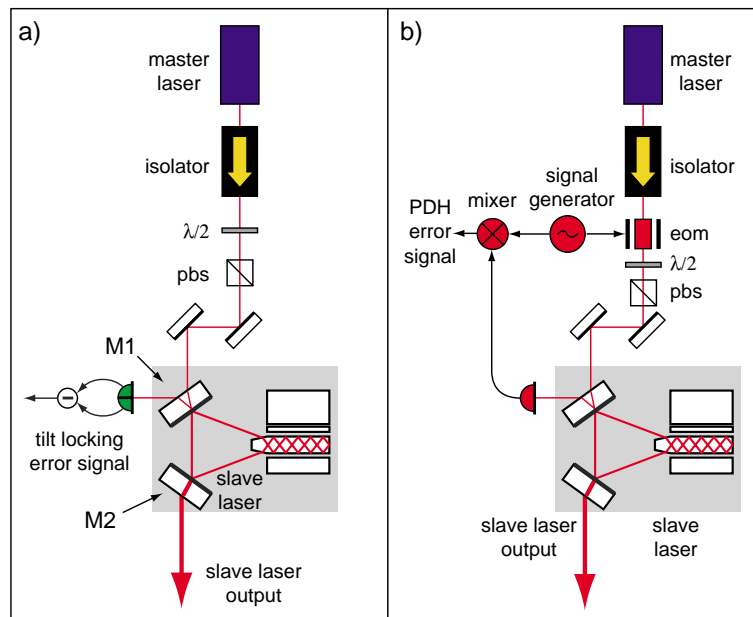 a)
master
laser
isolator
λ/2
pbs
M1
tilt locking
error signal
slave
laser
M2
slave laser
output
b)
master
laser
isolator
signal
generator
mixer
PDH
error
signal
eom
λ/2
pbs
slave laser
output
slave
laser